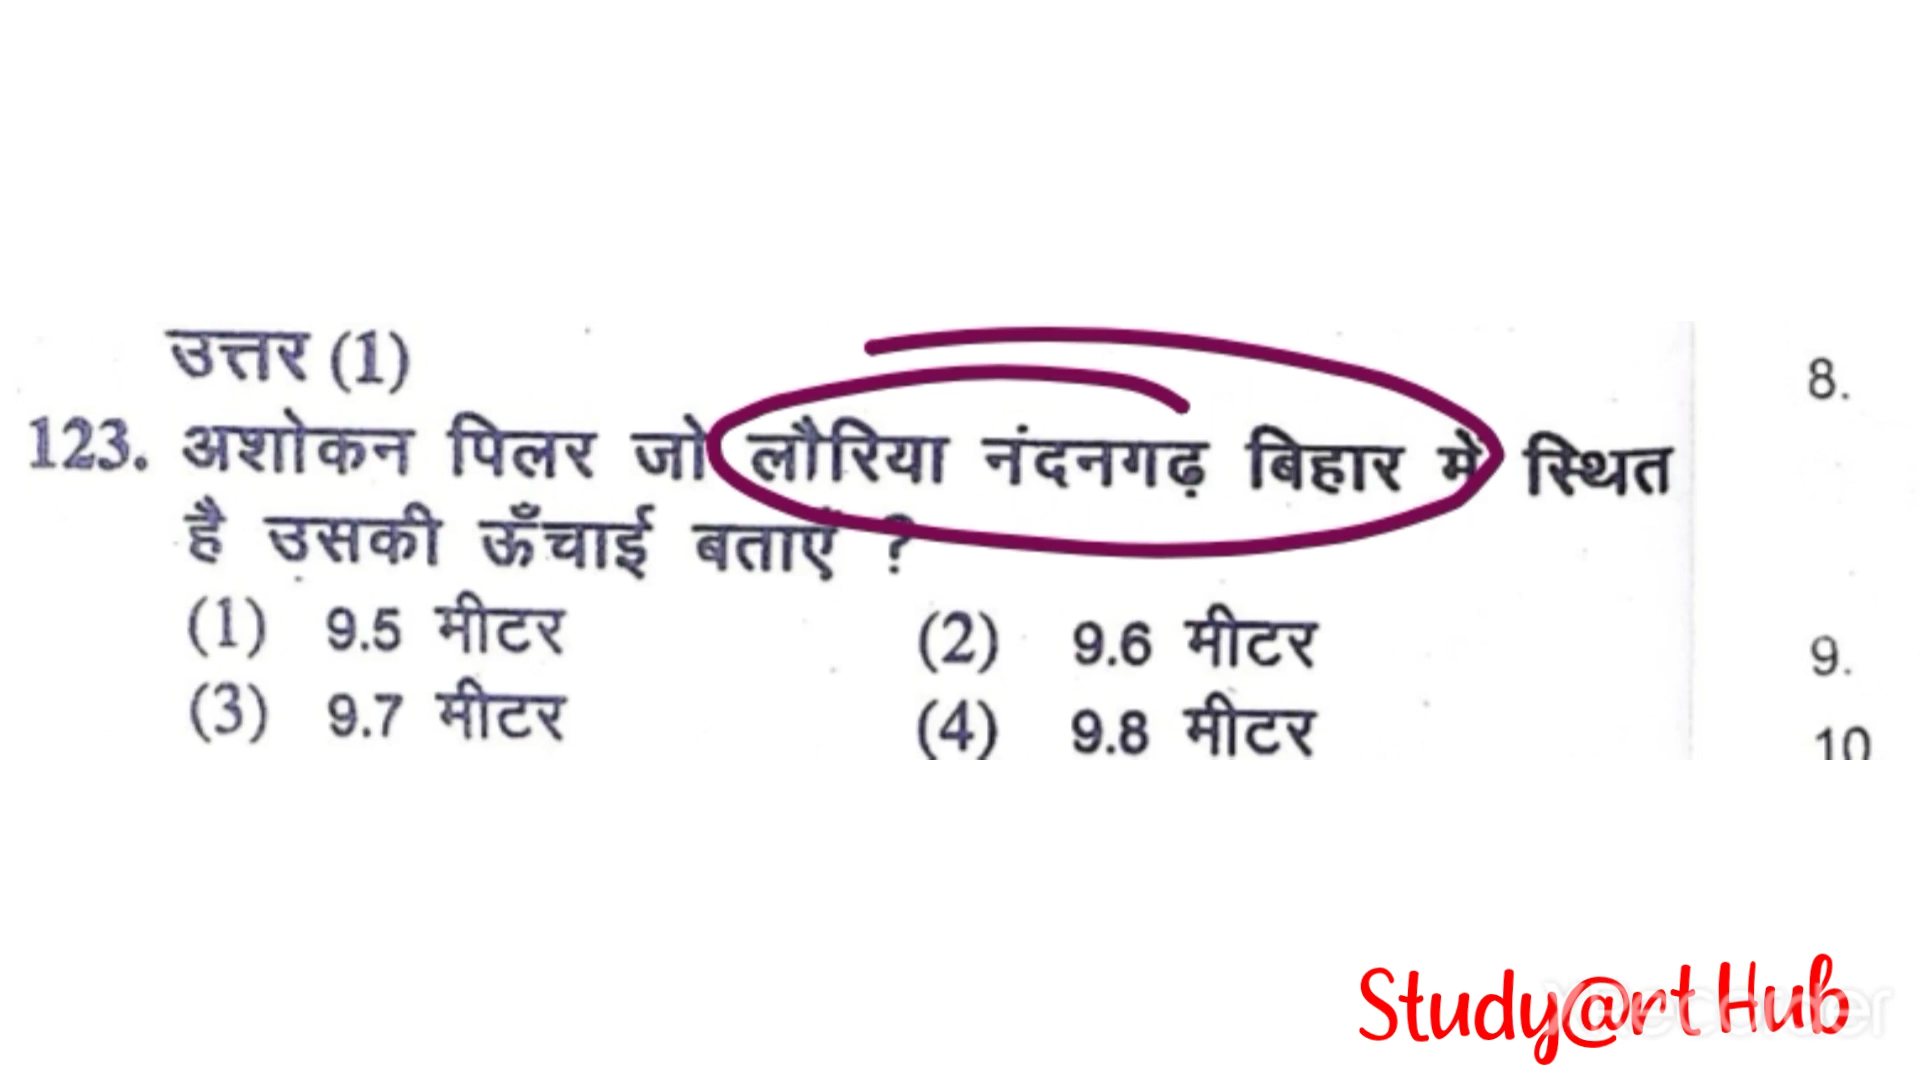 उत्तर (1)
123. अशोकन पिलर जो लौरिया नंदनगढ़ बिहार में स्थित
है उसकी ऊँचाई बताएँ ?
(1) 9.5 मीटर (2) 9.6 मीटर
(3) 9.7 मीटर (4) 9.8 मीटर
8.
9.
10
Study@rt Hub